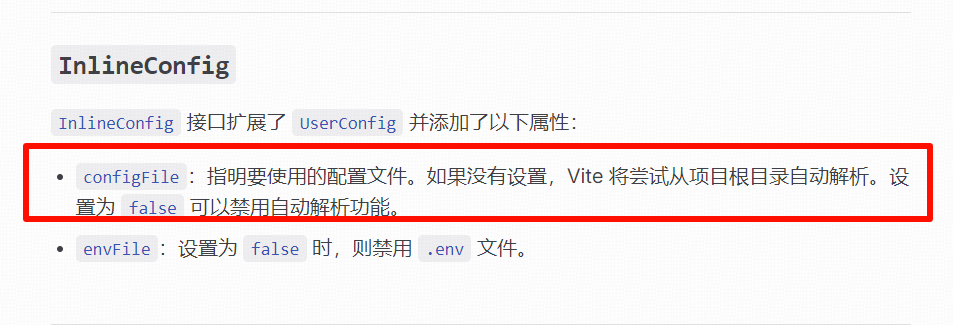 InlineConfig
InlineConfig 接口扩展了 UserConfig 并添加了以下属性：
• configFile：指明要使用的配置文件。如果没有设置，Vite 将尝试从项目根目录自动解析。设
置为 false 可以禁用自动解析功能。
• envFile：设置为 false 时，则禁用 .env 文件。